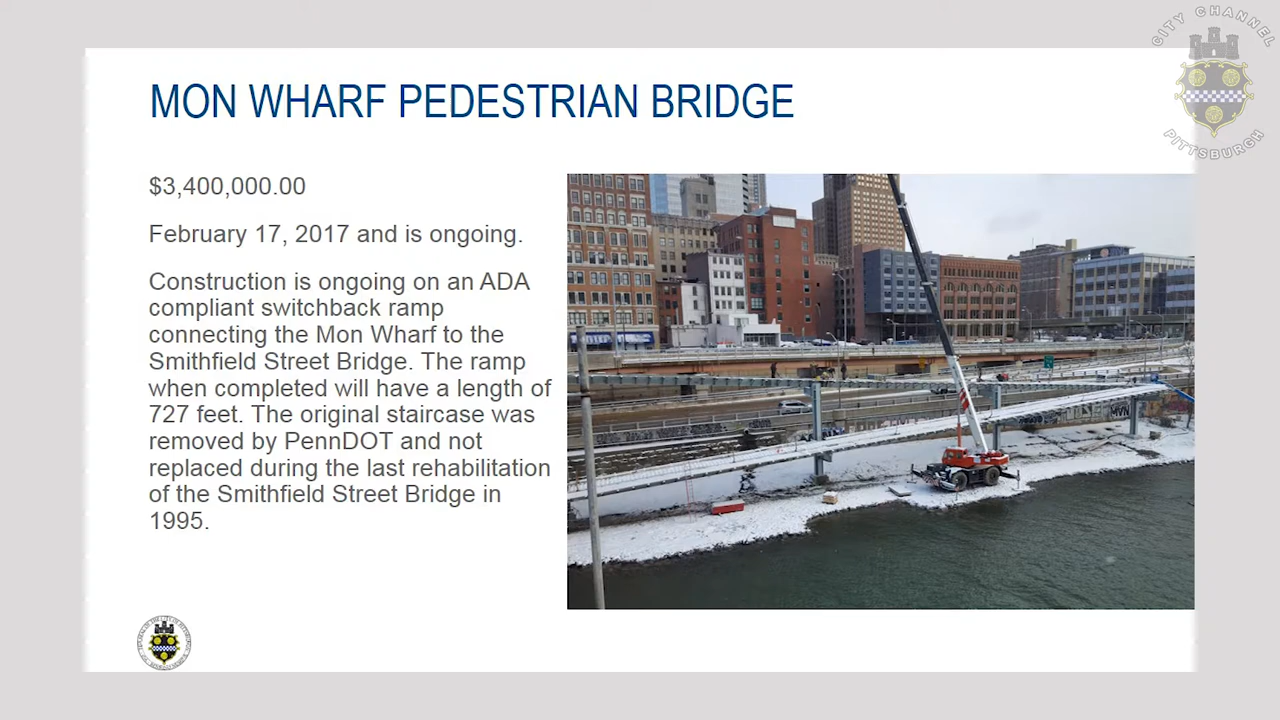 CITY CHANNEL
PITTSBURGH
MON WHARF PEDESTRIAN BRIDGE
$3,400,000.00
February 17, 2017 and is ongoing.
Construction is ongoing on an ADA
compliant switchback ramp
connecting the Mon Wharf to the
Smithfield Street Bridge. The ramp
when completed will have a length of
727 feet. The original staircase was
removed by PennDOT and not
replaced during the last rehabilitation
of the Smithfield Street Bridge in
1995.